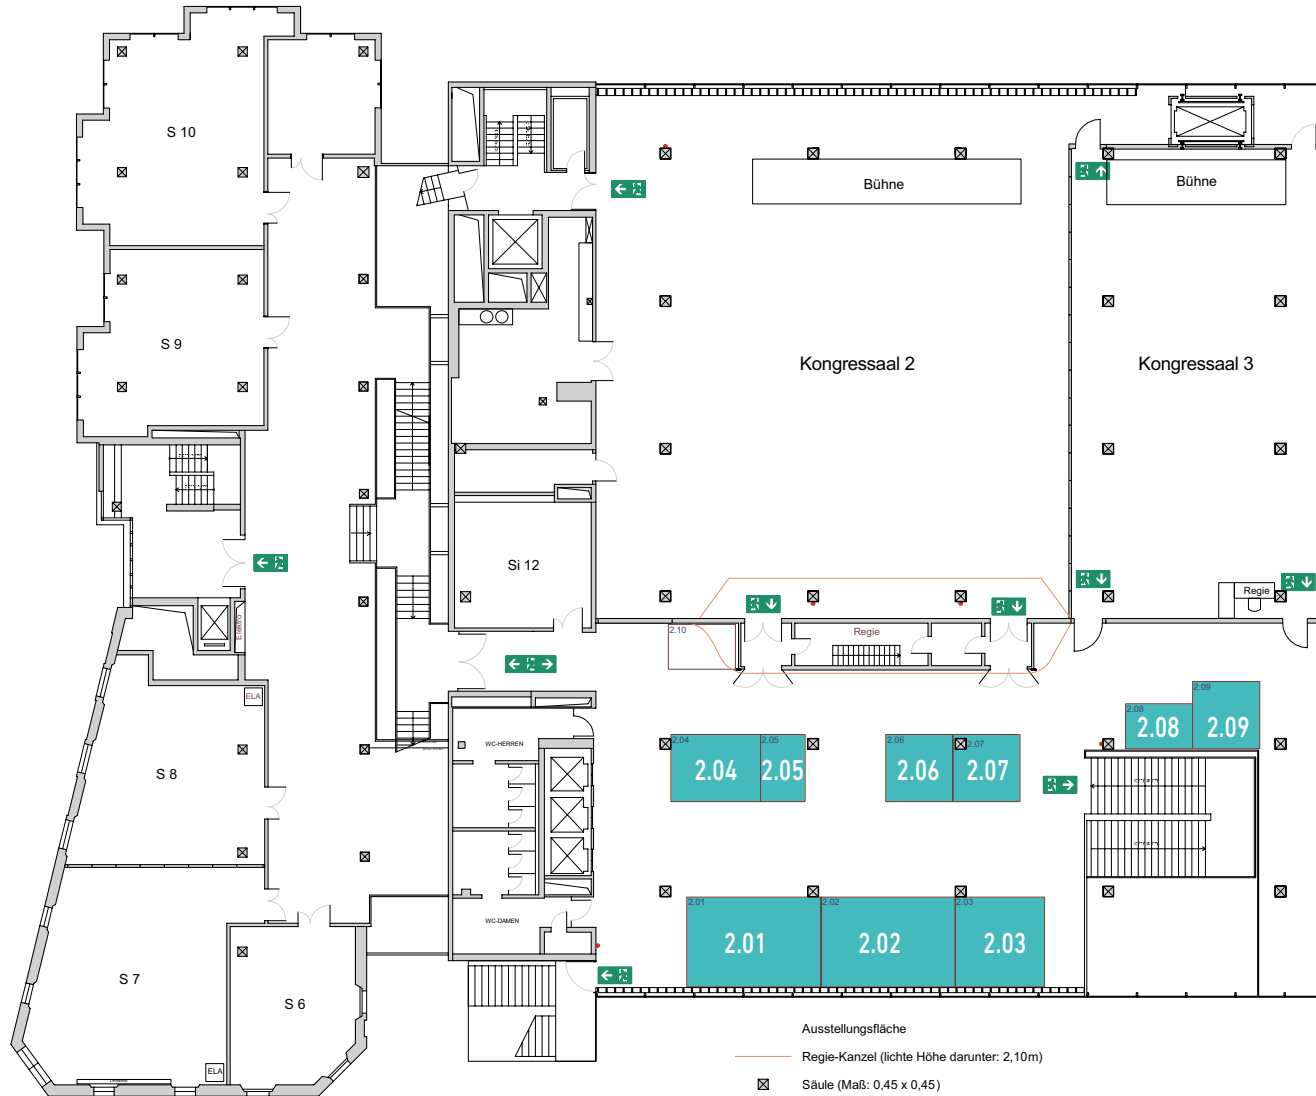 S 10
Bühne
Bühne
S 9
Kongressaal 2
Kongressaal 3
Si 12
Elektro
Regie
2.10
Regie
ELA
WC-HERREN
S 8
2.04
2.04
2.05
2.05
2.06
2.06
2.07
2.07
2.08
2.08
2.09
2.09
WC-DAMEN
2.01
2.01
2.02
2.02
2.03
2.03
S 7
S 6
ELA
Ausstellungsfläche
Regie-Kanzel (lichte Höhe darunter: 2,10m)
Säule (Maß: 0,45 x 0,45)